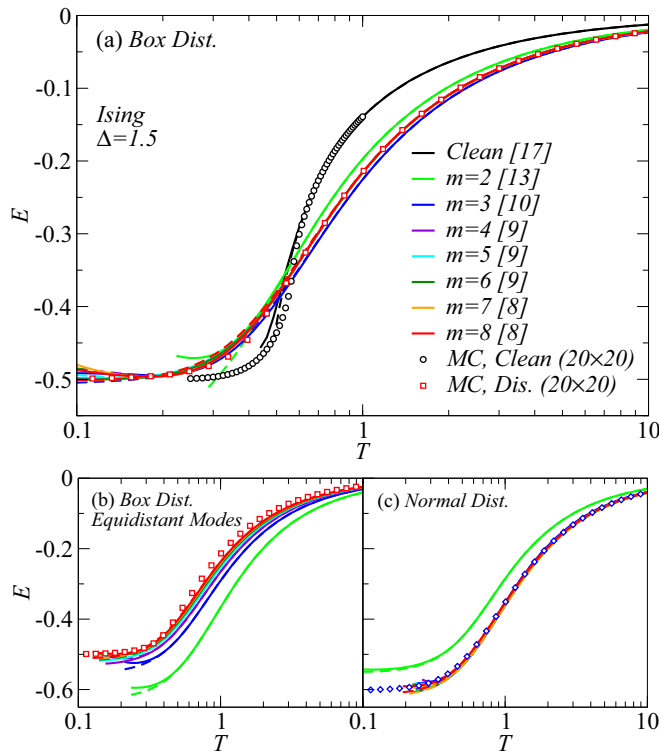 (a) Box Dist.
Ising
Δ=1.5
Clean [17]
m=2 [13]
m=3 [10]
m=4 [9]
m=5 [9]
m=6 [9]
m=7 [8]
m=8 [8]
MC, Clean (20×20)
MC, Dis. (20×20)
0
-0.1
-0.2
-0.3
-0.4
-0.5
E
0.1 1 10
T
(b) Box Dist.
Equidistant Modes
0
-0.2
-0.4
-0.6
E
0.1 1
T
(c) Normal Dist.
0.1 1 10
T